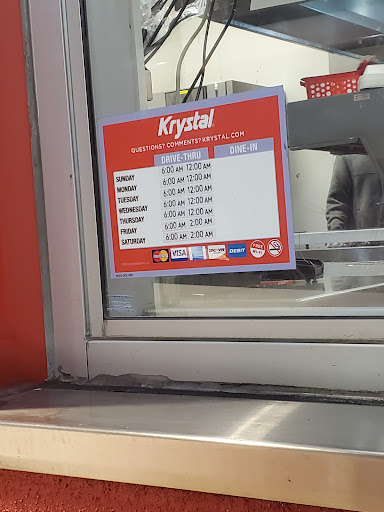 Krystal
QUESTIONS? COMMENTS? KRYSTAL.COM
DRIVE-THRU DINE-IN
SUNDAY 6:00 AM 12:00 AM
MONDAY 6:00 AM 12:00 AM
TUESDAY 6:00 AM 12:00 AM
WEDNESDAY 6:00 AM 12:00 AM
THURSDAY 6:00 AM 12:00 AM
FRIDAY 6:00 AM 2:00 AM
SATURDAY 6:00 AM 2:00 AM
VISA DEBIT FREE Wi-Fi